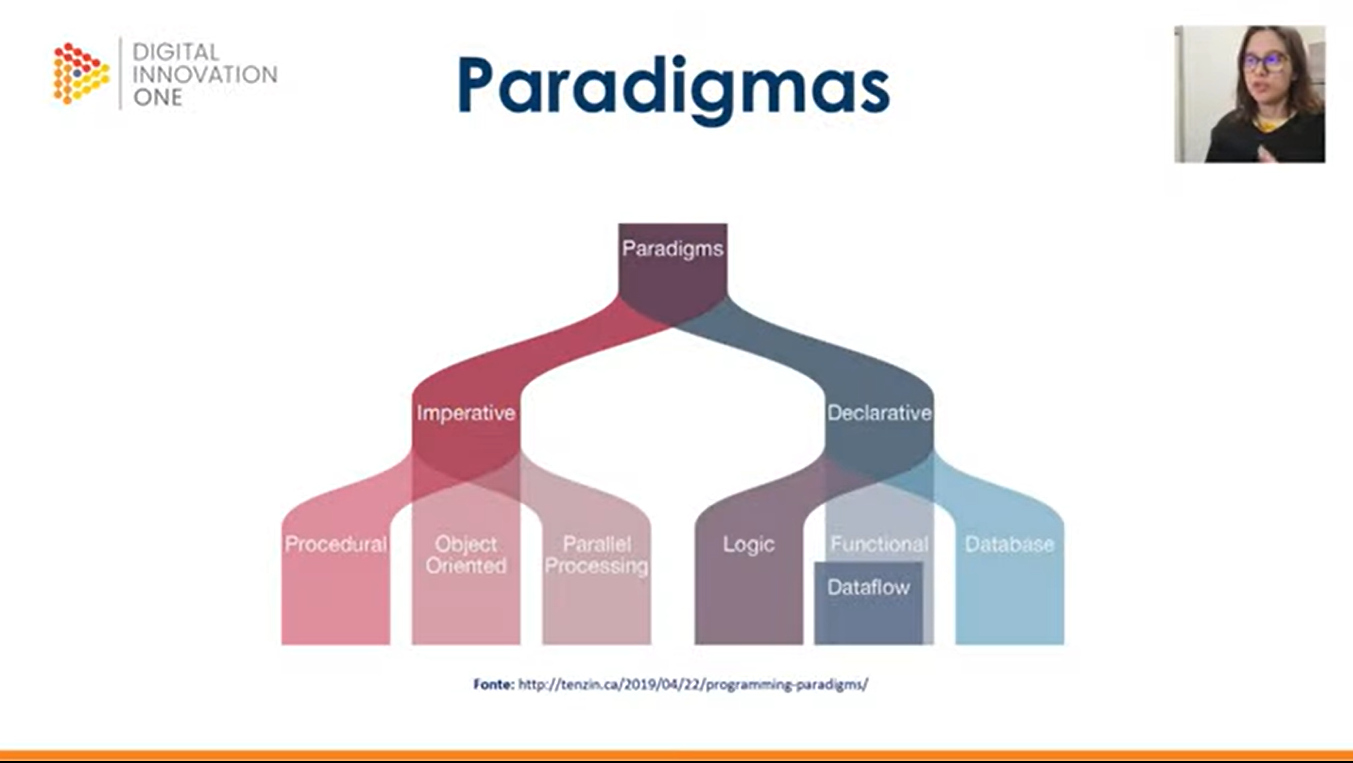 DIGITAL
INNOVATION
ONE
Paradigmas
Paradigms
Imperative
Declarative
Procedural
Object
Oriented
Parallel
Processing
Logic
Functional
Dataflow
Database
Fonte: http://tenzin.ca/2019/04/22/programming-paradigms/